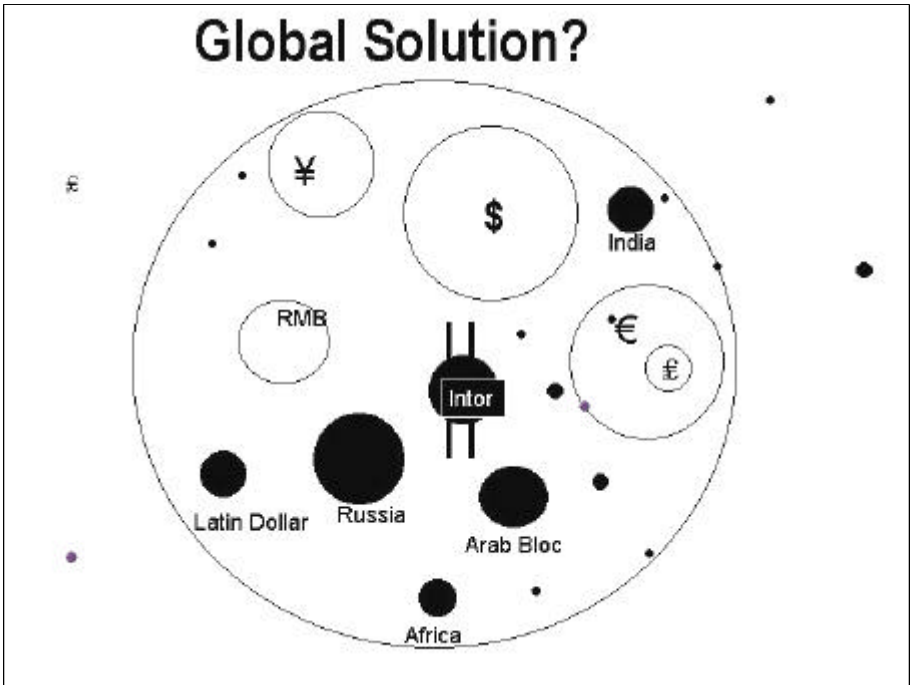 Global Solution?
¥
£
$
India
RMB
€
£
Intor
Latin Dollar
Russia
Arab Bloc
Africa